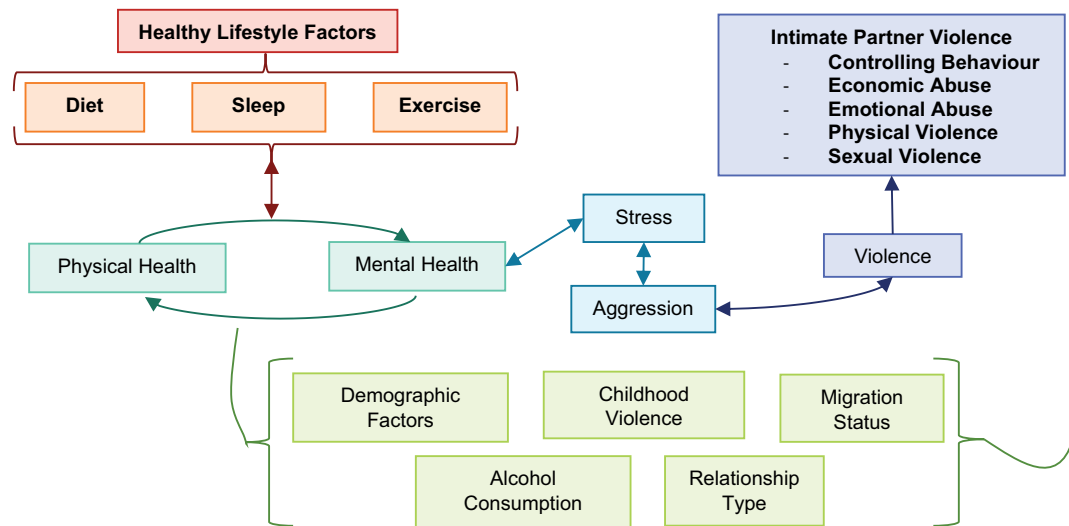 Healthy Lifestyle Factors
Diet
Sleep
Exercise
Intimate Partner Violence
- Controlling Behaviour
- Economic Abuse
- Emotional Abuse
- Physical Violence
- Sexual Violence
Stress
Physical Health
Mental Health
Violence
Aggression
Demographic
Factors
Childhood
Violence
Migration
Status
Alcohol
Consumption
Relationship
Type